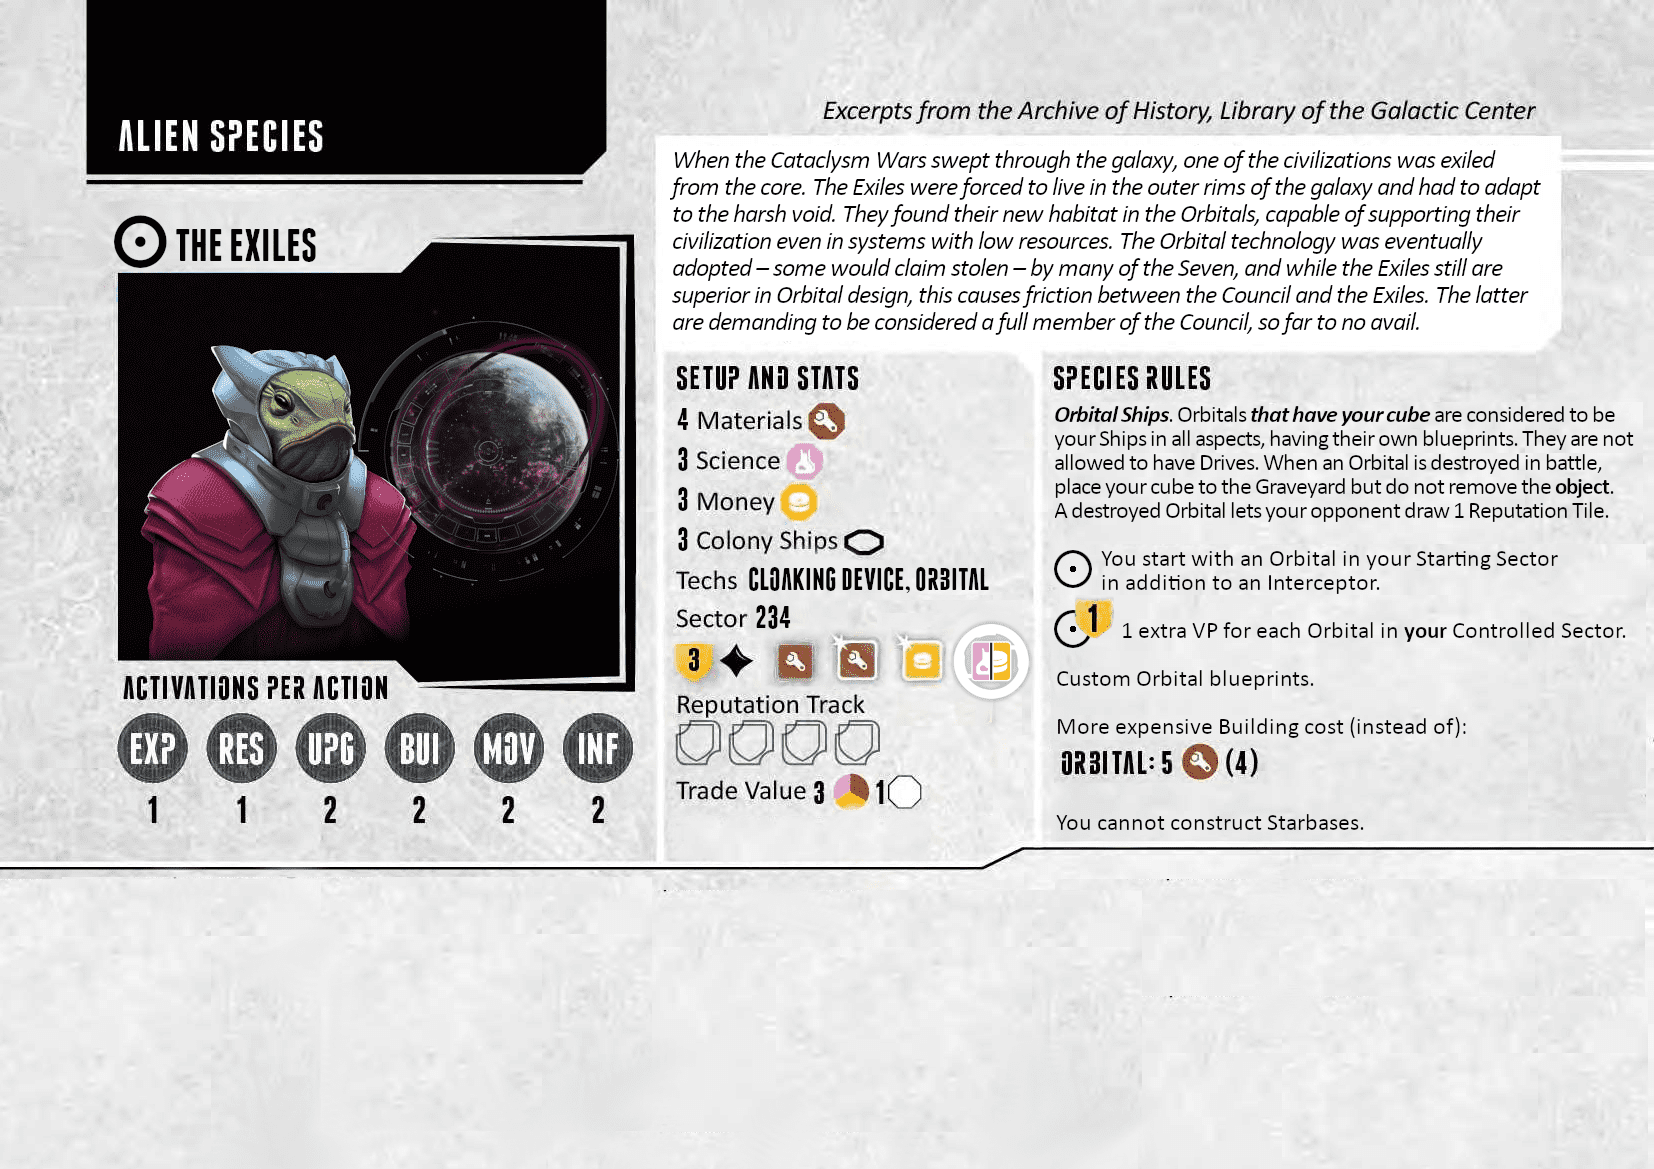 ALIEN SPECIES
Excerpts from the Archive of History, Library of the Galactic Center
When the Cataclysm Wars swept through the galaxy, one of the civilizations was exiled
from the core. The Exiles were forced to live in the outer rims of the galaxy and had to adapt
to the harsh void. They found their new habitat in the Orbitals, capable of supporting their
civilization even in systems with low resources. The Orbital technology was eventually
adopted – some would claim stolen – by many of the Seven, and while the Exiles still are
superior in Orbital design, this causes friction between the Council and the Exiles. The latter
are demanding to be considered a full member of the Council, so far to no avail.
THE EXILES
ACTIVATIONS PER ACTION
EXP RES UPG BUI MOV INF
1 1 2 2 2 2
SETUP AND STATS
4 Materials
3 Science
3 Money
3 Colony Ships
Techs CLOAKING DEVICE, ORBITAL
Sector 234
3
Reputation Track
Trade Value 3 1
SPECIES RULES
Orbital Ships. Orbitals that have your cube are considered to be
your Ships in all aspects, having their own blueprints. They are not
allowed to have Drives. When an Orbital is destroyed in battle,
place your cube to the Graveyard but do not remove the object.
A destroyed Orbital lets your opponent draw 1 Reputation Tile.
You start with an Orbital in your Starting Sector
in addition to an Interceptor.
1 1 extra VP for each Orbital in your Controlled Sector.
Custom Orbital blueprints.
More expensive Building cost (instead of):
ORBITAL: 5 (4)
You cannot construct Starbases.